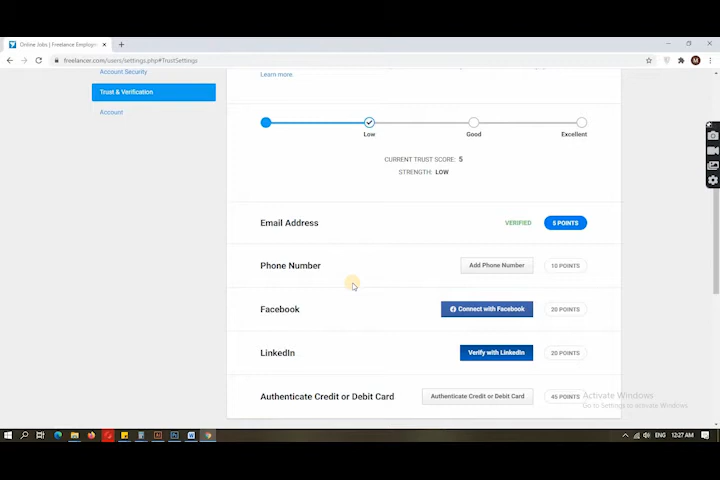 Online Jobs | Freelance Employm
freelancer.com/users/settings.php#TrustSettings
M
Account Security
Trust & Verification
Account
Learn more
Low
Good
Excellent
CURRENT TRUST SCORE: 5
STRENGTH: LOW
Email Address VERIFIED 5 POINTS
Phone Number Add Phone Number 10 POINTS
Facebook Connect with Facebook 20 POINTS
LinkedIn Verify with LinkedIn 20 POINTS
Authenticate Credit or Debit Card Authenticate Credit or Debit Card 45 POINTS
Activate Windows
Go to Settings to activate Windows.
ENG 12:27 AM